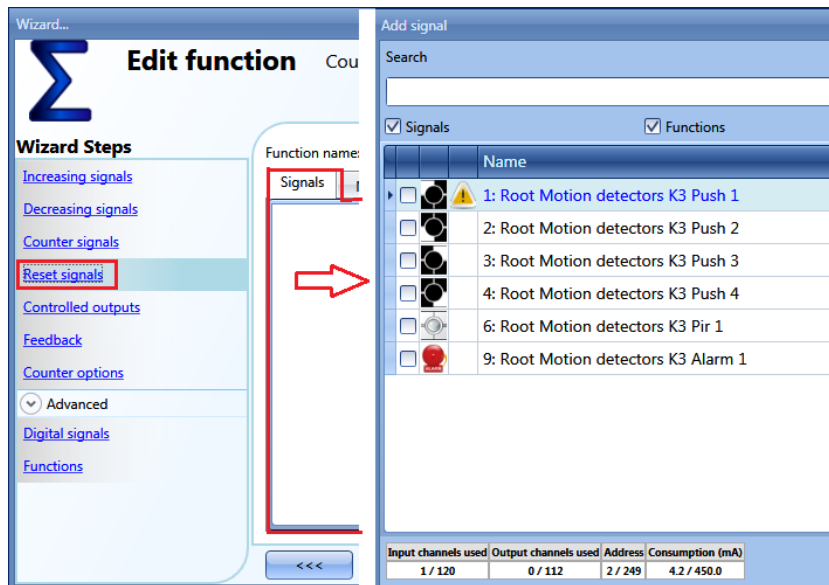 Wizard...
Edit function Cou
Wizard Steps
Increasing signals
Decreasing signals
Counter signals
Reset signals
Controlled outputs
Feedback
Counter options
Advanced
Digital signals
Functions
Function name:
Signals
<<<
Add signal
Search
Signals Functions
Name
1: Root Motion detectors K3 Push 1
2: Root Motion detectors K3 Push 2
3: Root Motion detectors K3 Push 3
4: Root Motion detectors K3 Push 4
6: Root Motion detectors K3 Pir 1
9: Root Motion detectors K3 Alarm 1
ALARM
Input channels used Output channels used Address Consumption (mA)
1 / 120 0 / 112 2 / 249 4.2 / 450.0